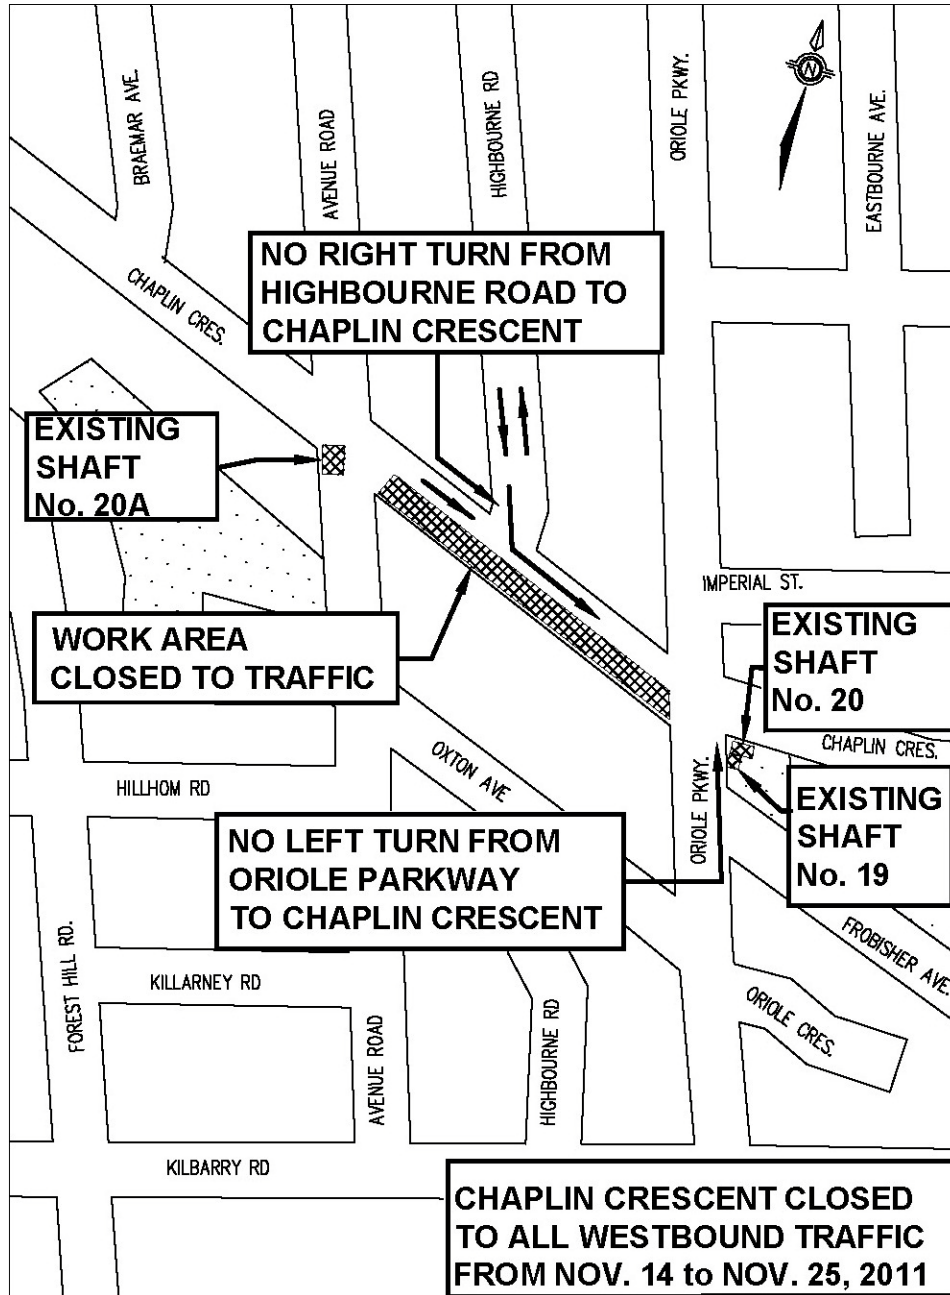 BRAEMAR AVE.
AVENUE ROAD
HIGHBOURNE RD
ORIOLE PKWY.
N
EASTBOURNE AVE.
CHAPLIN CRES.
NO RIGHT TURN FROM
HIGHBOURNE ROAD TO
CHAPLIN CRESCENT
EXISTING
SHAFT
No. 20A
IMPERIAL ST.
WORK AREA
CLOSED TO TRAFFIC
EXISTING
SHAFT
No. 20
CHAPLIN CRES.
OXTON AVE
HILLHOM RD
ORIOLE PKWY.
EXISTING
SHAFT
No. 19
NO LEFT TURN FROM
ORIOLE PARKWAY
TO CHAPLIN CRESCENT
FROBISHER AVE.
FOREST HILL RD.
KILLARNEY RD
ORIOLE CRES.
AVENUE ROAD
HIGHBOURNE RD
KILBARRY RD
CHAPLIN CRESCENT CLOSED
TO ALL WESTBOUND TRAFFIC
FROM NOV. 14 to NOV. 25, 2011